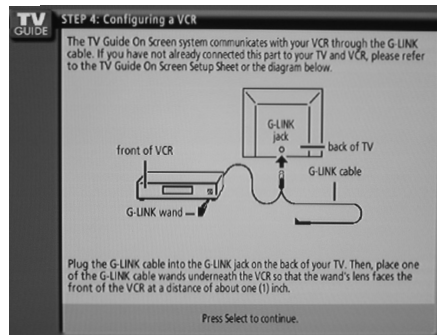 TV
GUIDE
STEP 4: Configuring a VCR
The TV Guide On Screen system communicates with your VCR through the G-LINK
cable. If you have not already connected this part to your TV and VCR, please refer
to the TV Guide On Screen Setup Sheet or the diagram below.
G-LINK
jack
front of VCR
back of TV
G-LINK cable
G-LINK wand
Plug the G-LINK cable into the G-LINK jack on the back of your TV. Then, place one
of the G-LINK cable wands underneath the VCR so that the wand's lens faces the
front of the VCR at a distance of about one (1) inch.
Press Select to continue.